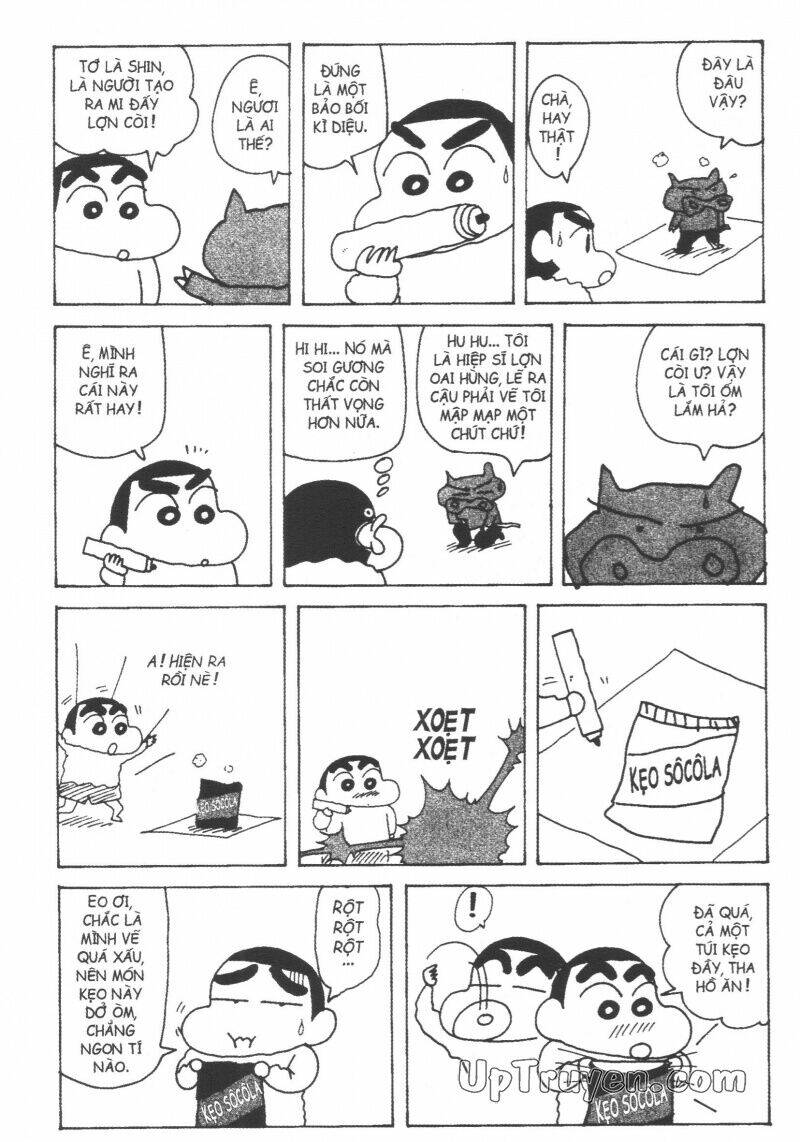 ĐÂY LÀ
ĐÂU
VẬY?
CHÀ,
HAY
THẬT
!
ĐÚNG
LÀ MỘT
BẢO BỐI
KÌ DIỆU.
Ê,
NGƯƠI
LÀ AI
THẾ?
TỚ LÀ SHIN,
LÀ NGƯỜI TẠO
RA MI ĐẤY
LỢN CÒI!
CÁI GÌ? LỢN
CÒI Ư? VẬY
LÀ TÔI ỐM
LẮM HẢ?
HU HU... TÔI
LÀ HIỆP SĨ LỢN
OAI HÙNG, LẼ RA
CẬU PHẢI VẼ TÔI
MẬP MẠP MỘT
CHÚT CHỨ!
HI HI... NÓ MÀ
SOI GƯƠNG
CHẮC CÒN
THẤT VỌNG
HƠN NỮA.
Ê, MÌNH
NGHĨ RA
CÁI NÀY
RẤT HAY!
KẸO SÔCÔLA
XOẸT
XOẸT
A! HIỆN RA
RỒI NÈ!
KẸO SÔCÔLA
ĐÃ QUÁ,
CẢ MỘT
TÚI KẸO
ĐẦY, THA
HỒ ĂN!
!
KẸO SÔCÔLA
RỘT
RỘT
RỘT
...
EO ƠI,
CHẮC LÀ
MÌNH VẼ
QUÁ XẤU,
NÊN MÓN
KẸO NÀY
DỞ ÒM,
CHẲNG
NGON TÍ
NÀO.
KẸO SÔCÔLA
UpTruyen.com